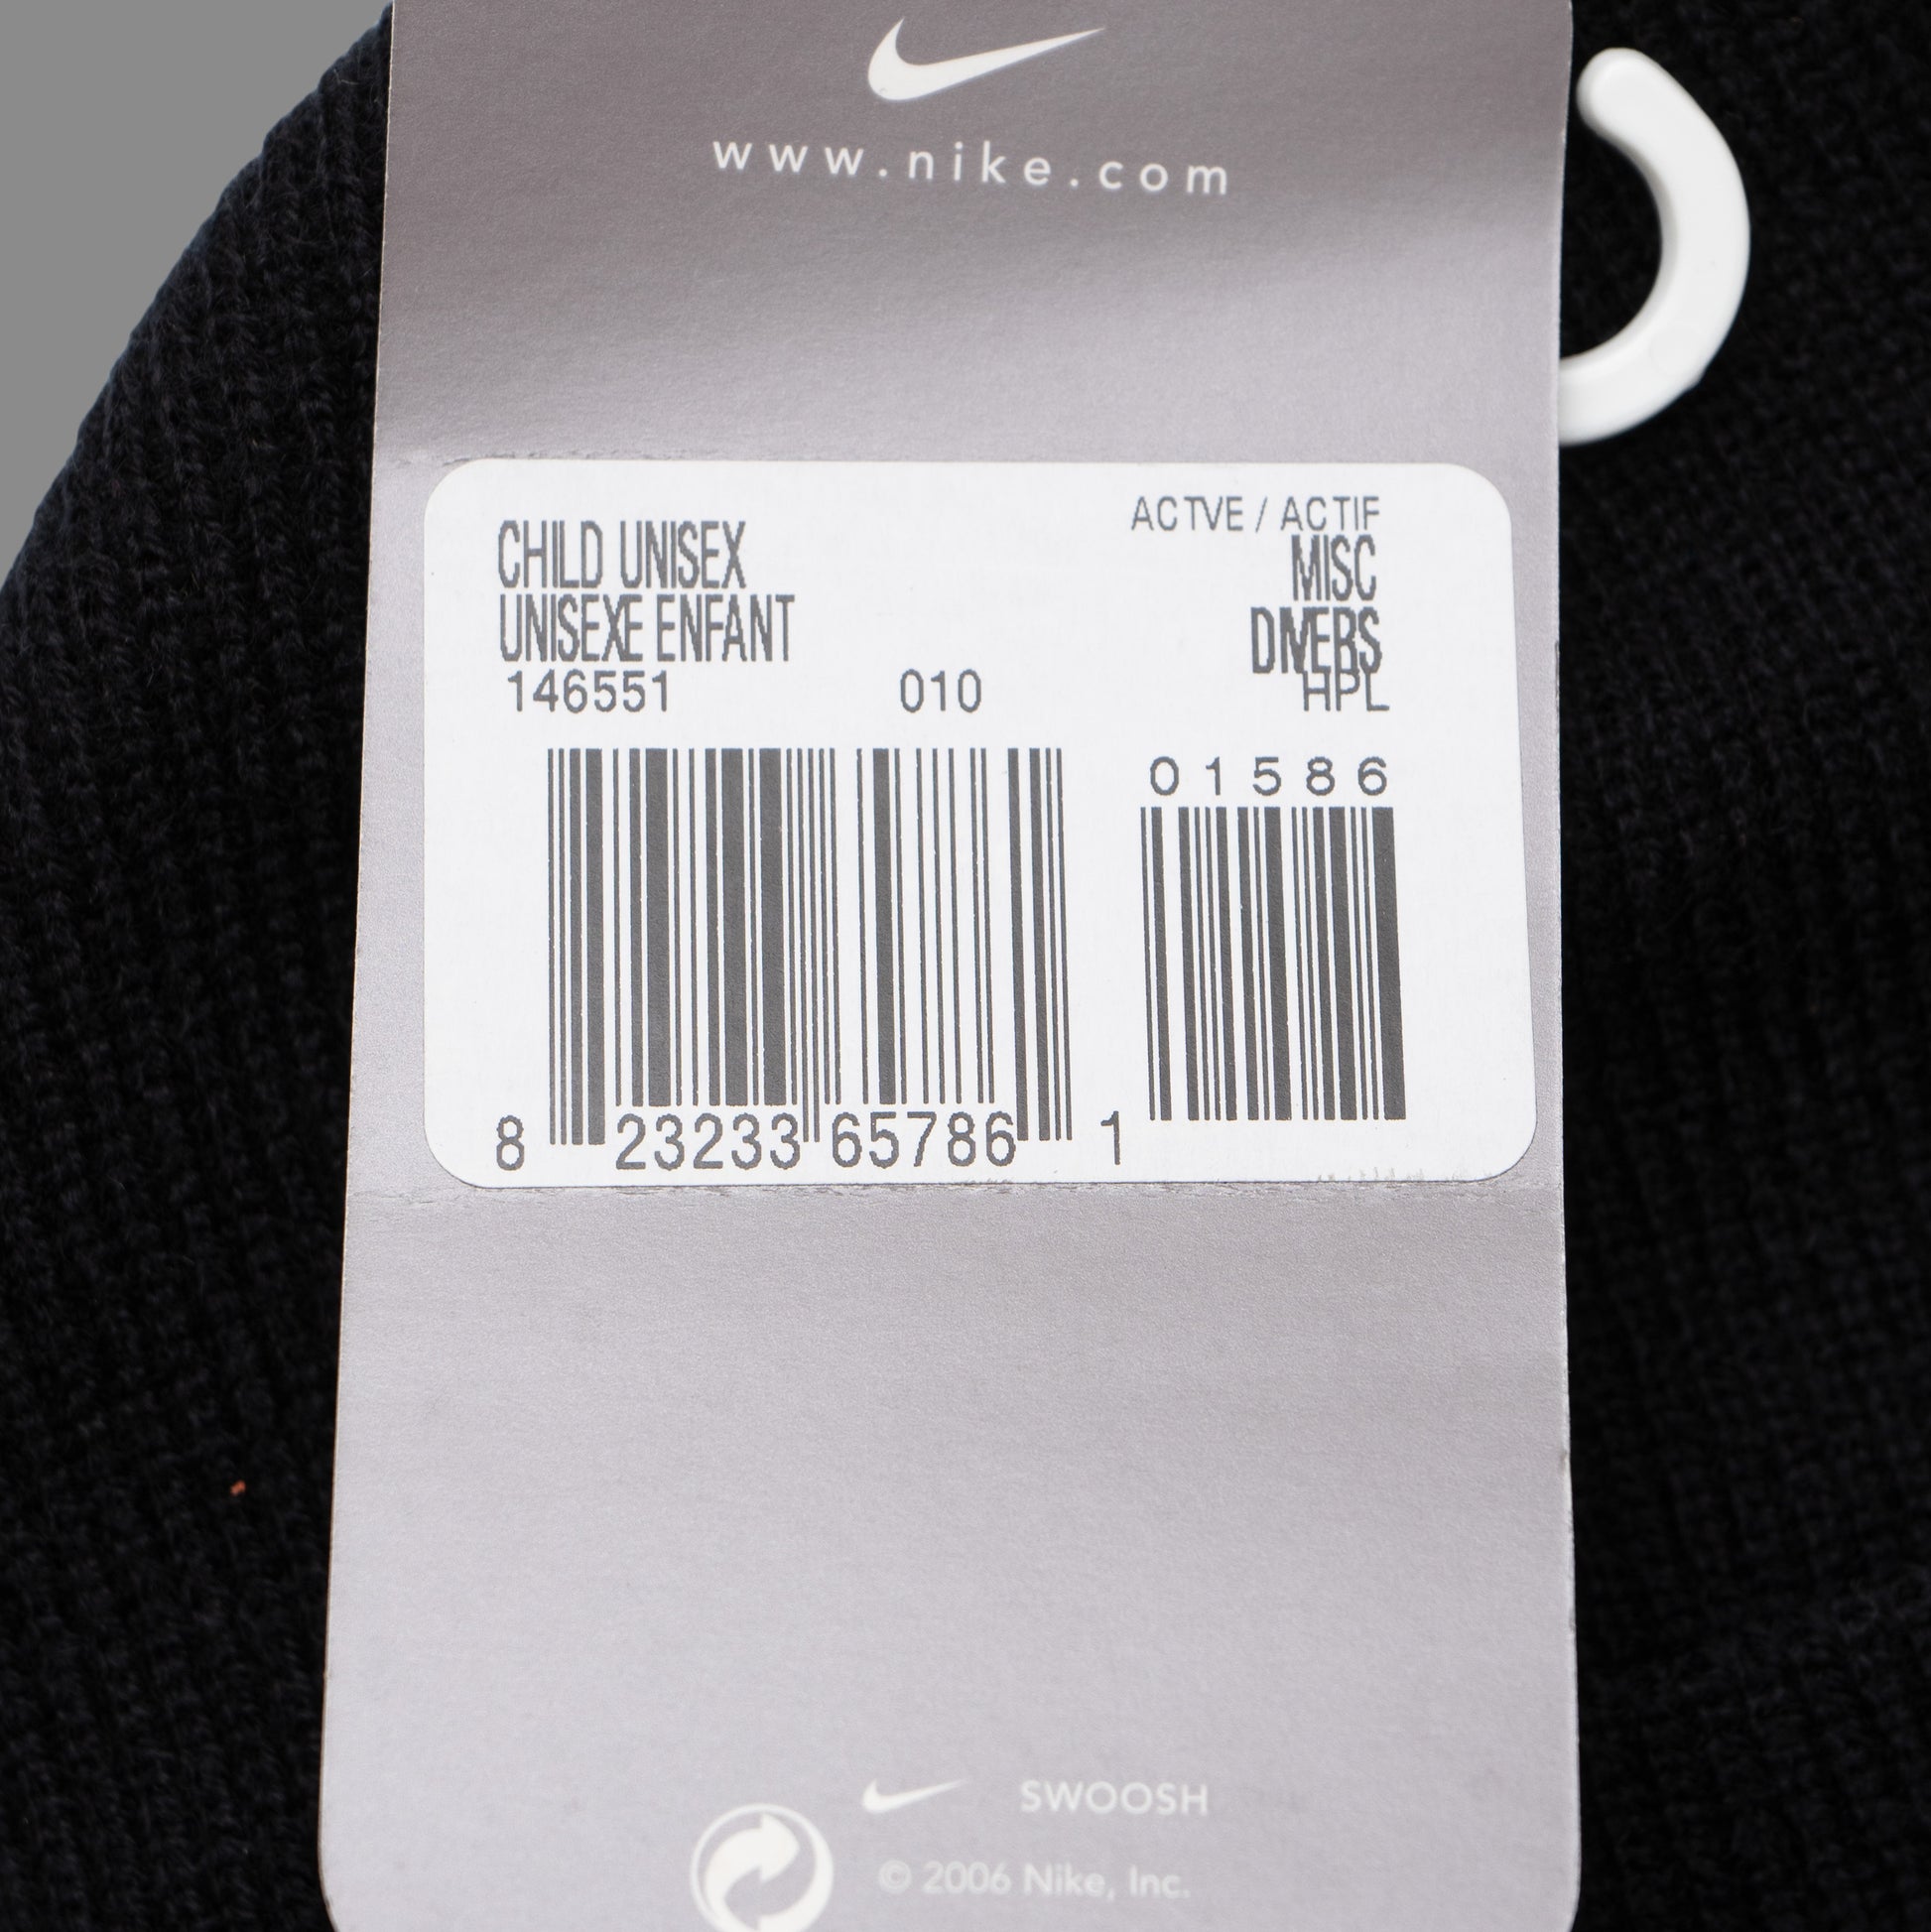 www.nike.com
ACTVE / ACTIF
CHILD UNISEX
MISC
UNISEXE ENFANT
DIVERS
146551 010 HPL
01586
8 23233 65786 1
SWOOSH
© 2006 Nike, Inc.